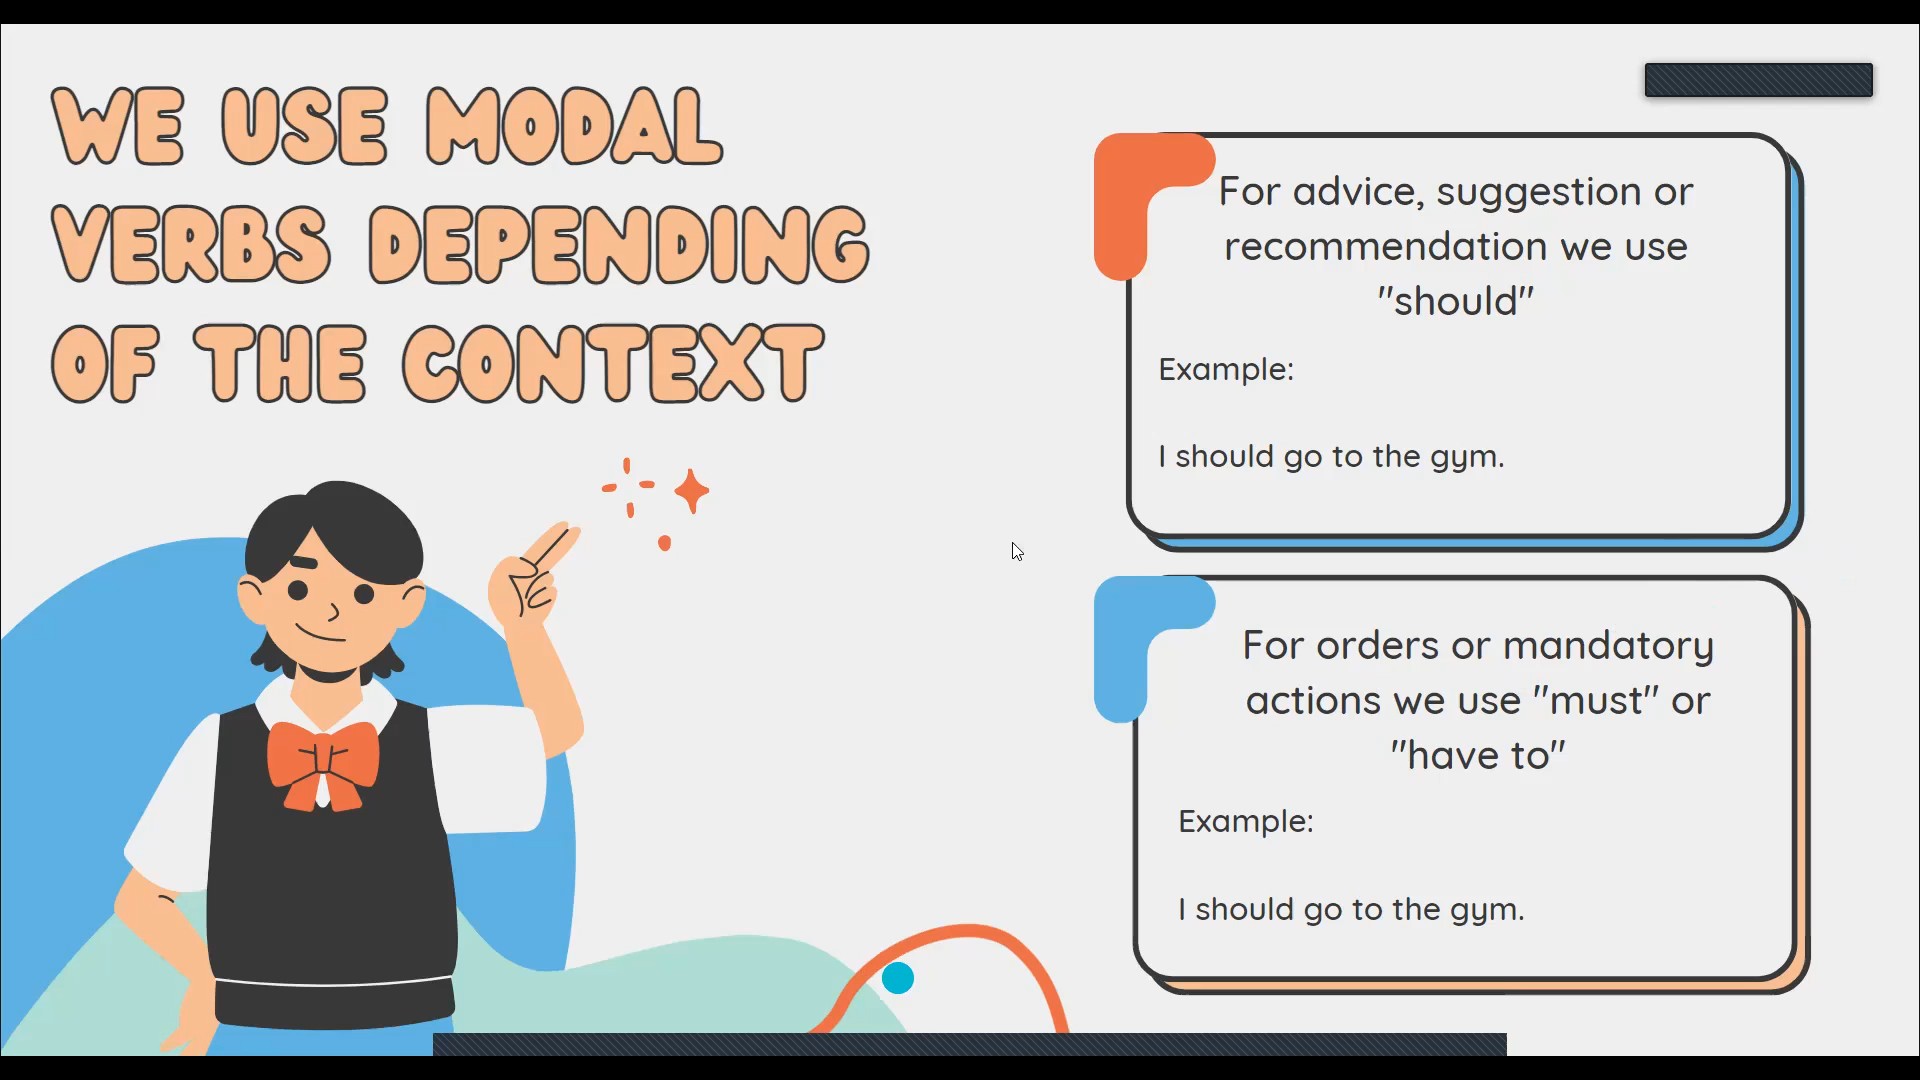 WE USE MODAL
VERBS DEPENDING
OF THE CONTEXT
For advice, suggestion or
recommendation we use
"should"
Example:
I should go to the gym.
For orders or mandatory
actions we use "must" or
"have to"
Example:
I should go to the gym.